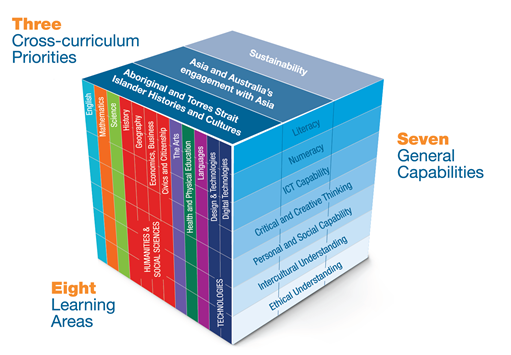 Three
Cross-curriculum
Priorities
Sustainability
Asia and Australia's
engagement with Asia
Aboriginal and Torres Strait
Islander Histories and Cultures
English
Mathematics
Science
History
Geography
Economics, Business
Civics and Citizenship
HUMANITIES &
SOCIAL SCIENCES
The Arts
Health and Physical Education
Languages
Design & Technologies
Digital Technologies
TECHNOLOGIES
Literacy
Numeracy
ICT Capability
Critical and Creative Thinking
Personal and Social Capability
Intercultural Understanding
Ethical Understanding
Seven
General
Capabilities
Eight
Learning
Areas